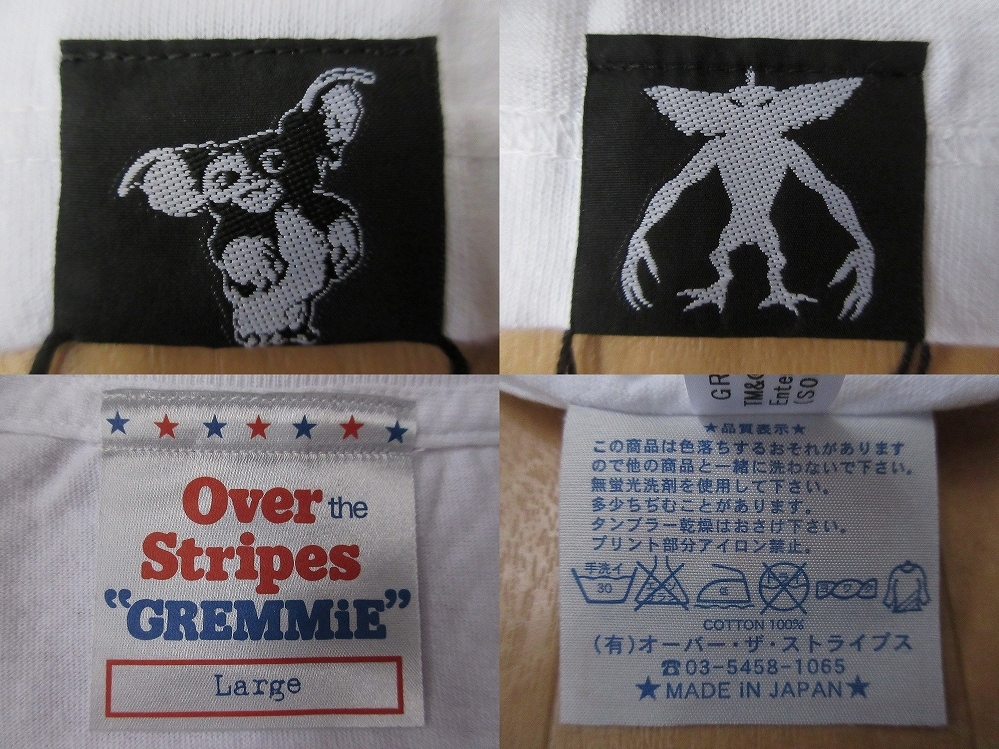 Over the
Stripes
“GREMMiE”
Large
GR
TM&
Ente
(SO
★品質表示★
この商品は色落ちするおそれがあります
ので他の商品と一緒に洗わないで下さい。
無蛍光洗剤を使用して下さい。
多少ちぢむことがあります。
タンブラー乾燥はおさけ下さい。
プリント部分アイロン禁止。
手洗イ
30
COTTON 100%
(有)オーバー・ザ・ストライプス
☎03-5458-1065
★MADE iN JAPAN★